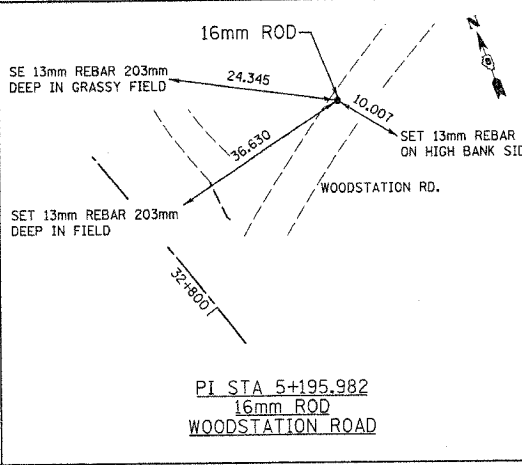 16mm ROD
N
SE 13mm REBAR 203mm
DEEP IN GRASSY FIELD
24.345
10.007
36.630
SET 13mm REBAR
ON HIGH BANK SID
WOODSTATION RD.
SET 13mm REBAR 203mm
DEEP IN FIELD
32+800
PI STA 5+195.982
16mm ROD
WOODSTATION ROAD